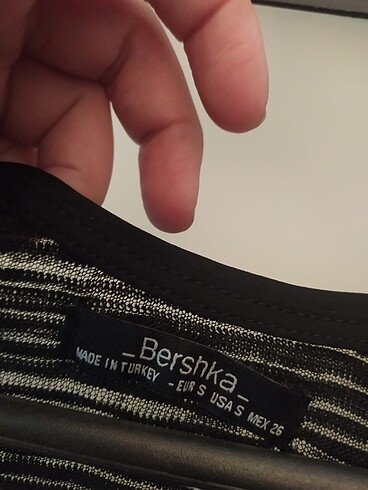 _Bershka_
MADE IN TURKEY - EUR S USA S MEX 26